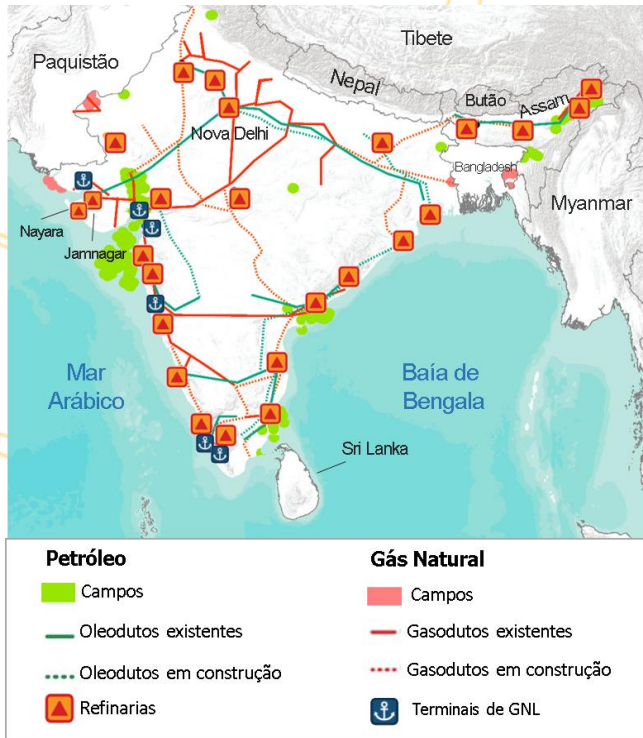 Tibete
Paquistão
Nepal
Butão
Assam
Nova Delhi
Bangladesh
Myanmar
Nayara
Jamnagar
Mar
Arábico
Baía de
Bengala
Sri Lanka
Petróleo
Campos
Oleodutos existentes
Oleodutos em construção
Refinarias
Gás Natural
Campos
Gasodutos existentes
Gasodutos em construção
Terminais de GNL